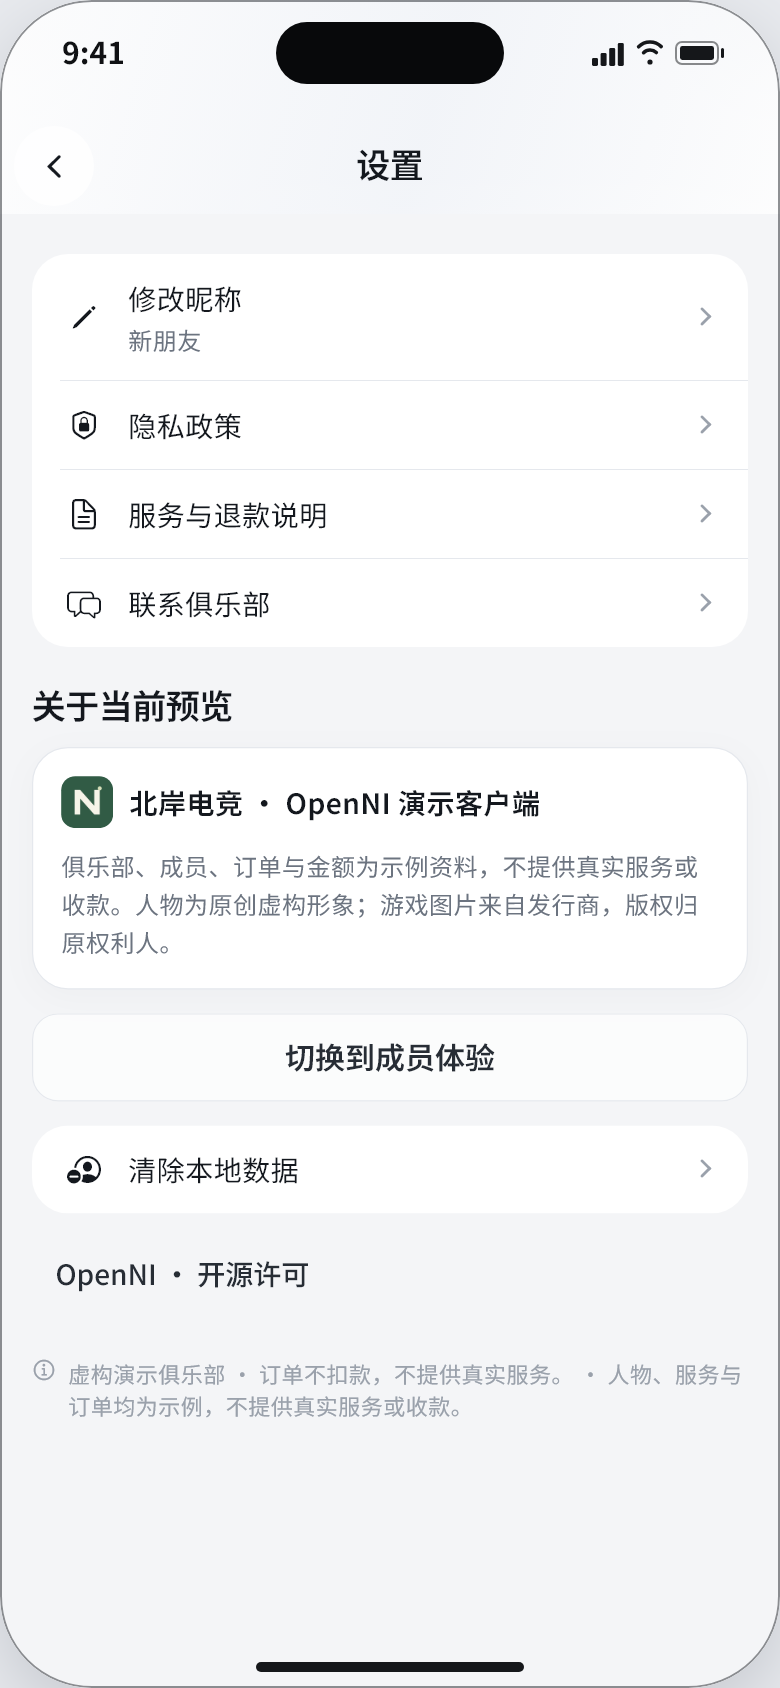 9:41
设置
修改昵称
新朋友
隐私政策
服务与退款说明
联系俱乐部
关于当前预览
N 北岸电竞 · OpenNI 演示客户端
俱乐部、成员、订单与金额为示例资料，不提供真实服务或
收款。人物为原创虚构形象；游戏图片来自发行商，版权归
原权利人。
切换到成员体验
清除本地数据
OpenNI · 开源许可
虚构演示俱乐部 · 订单不扣款，不提供真实服务。 · 人物、服务与
订单均为示例，不提供真实服务或收款。